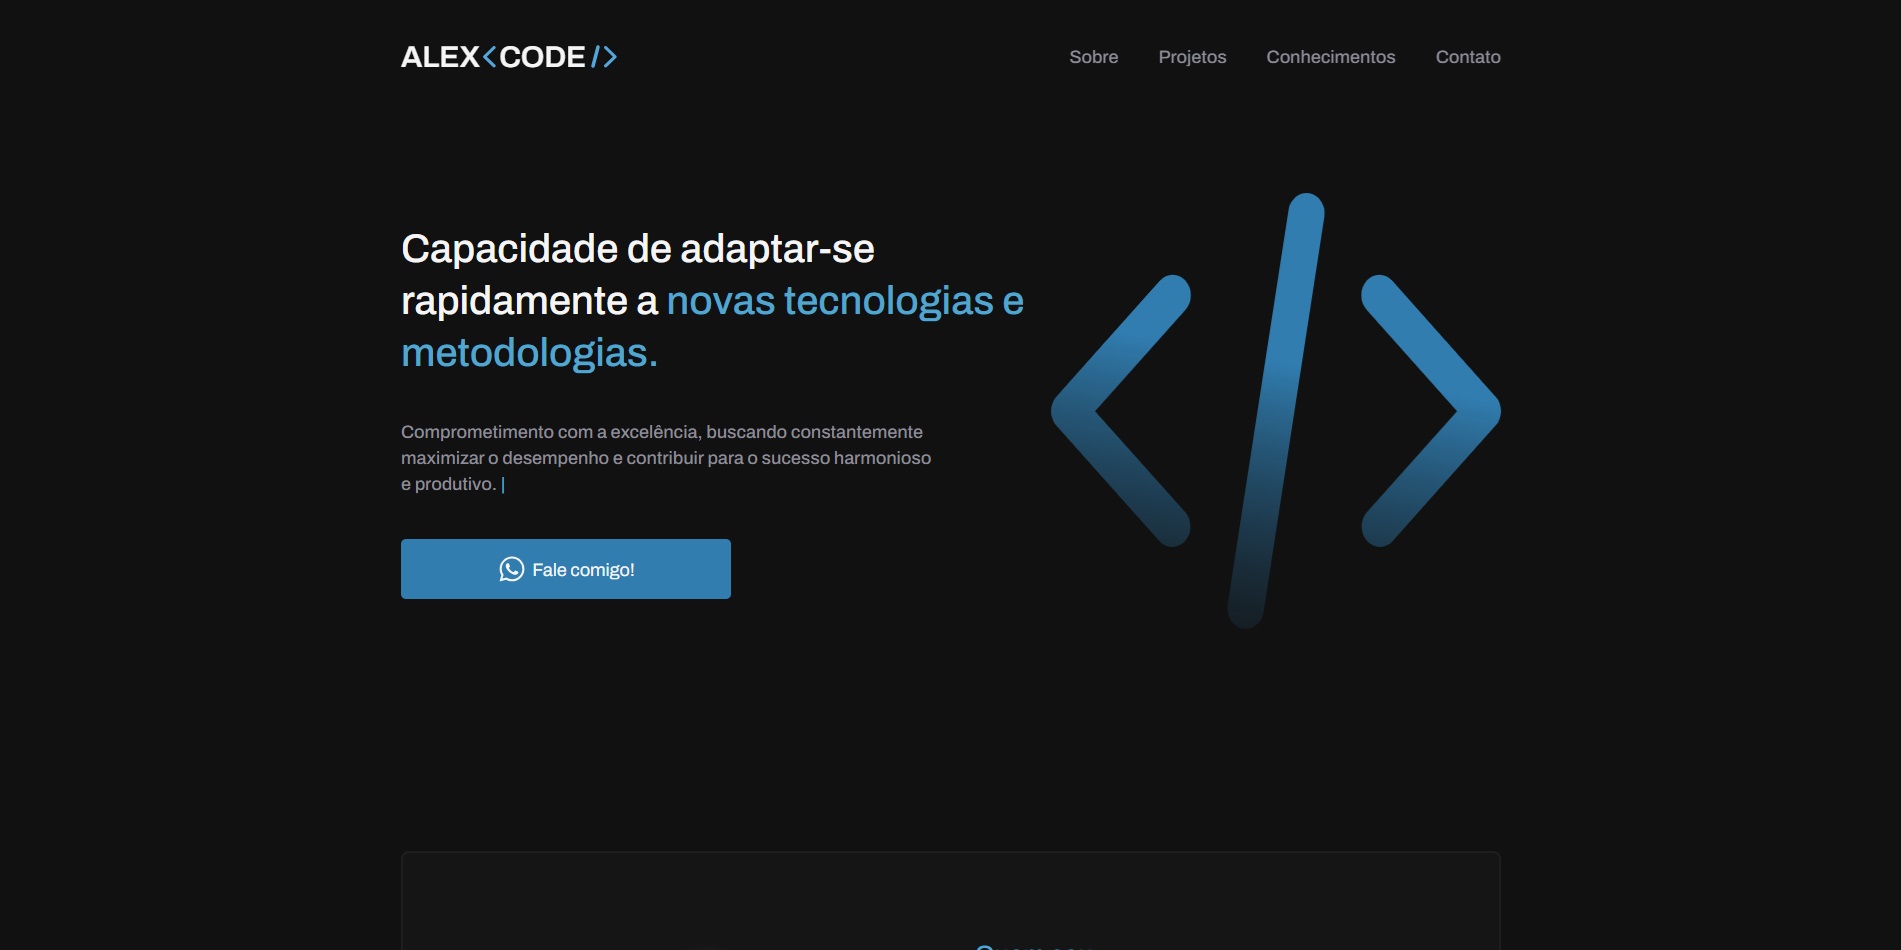 ALEX<CODE/>
Sobre
Projetos
Conhecimentos
Contato
Capacidade de adaptar-se
rapidamente a novas tecnologias e
metodologias.
Comprometimento com a excelência, buscando constantemente
maximizar o desempenho e contribuir para o sucesso harmonioso
e produtivo. |
Fale comigo!